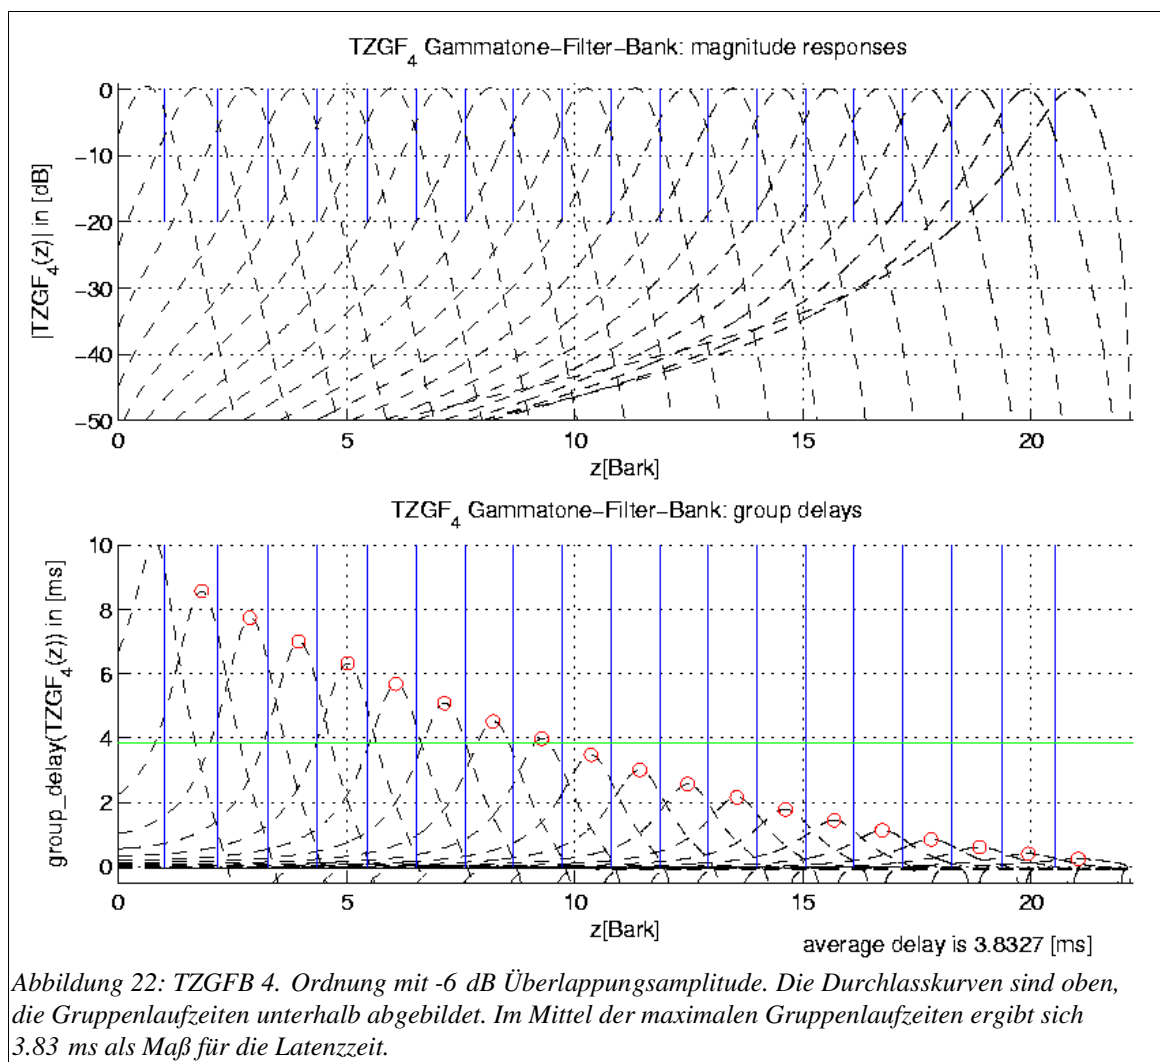 TZGF4 Gammatone-Filter-Bank: magnitude responses
|TZGF4(z)| in [dB]
0
-10
-20
-30
-40
-50
0 5 10 15 20
z[Bark]
TZGF4 Gammatone-Filter-Bank: group delays
group_delay(TZGF4(z)) in [ms]
10
8
6
4
2
0
0 5 10 15 20
z[Bark]
average delay is 3.8327 [ms]
Abbildung 22: TZGFB 4. Ordnung mit -6 dB Überlappungsamplitude. Die Durchlasskurven sind oben,
die Gruppenlaufzeiten unterhalb abgebildet. Im Mittel der maximalen Gruppenlaufzeiten ergibt sich
3.83 ms als Maß für die Latenzzeit.